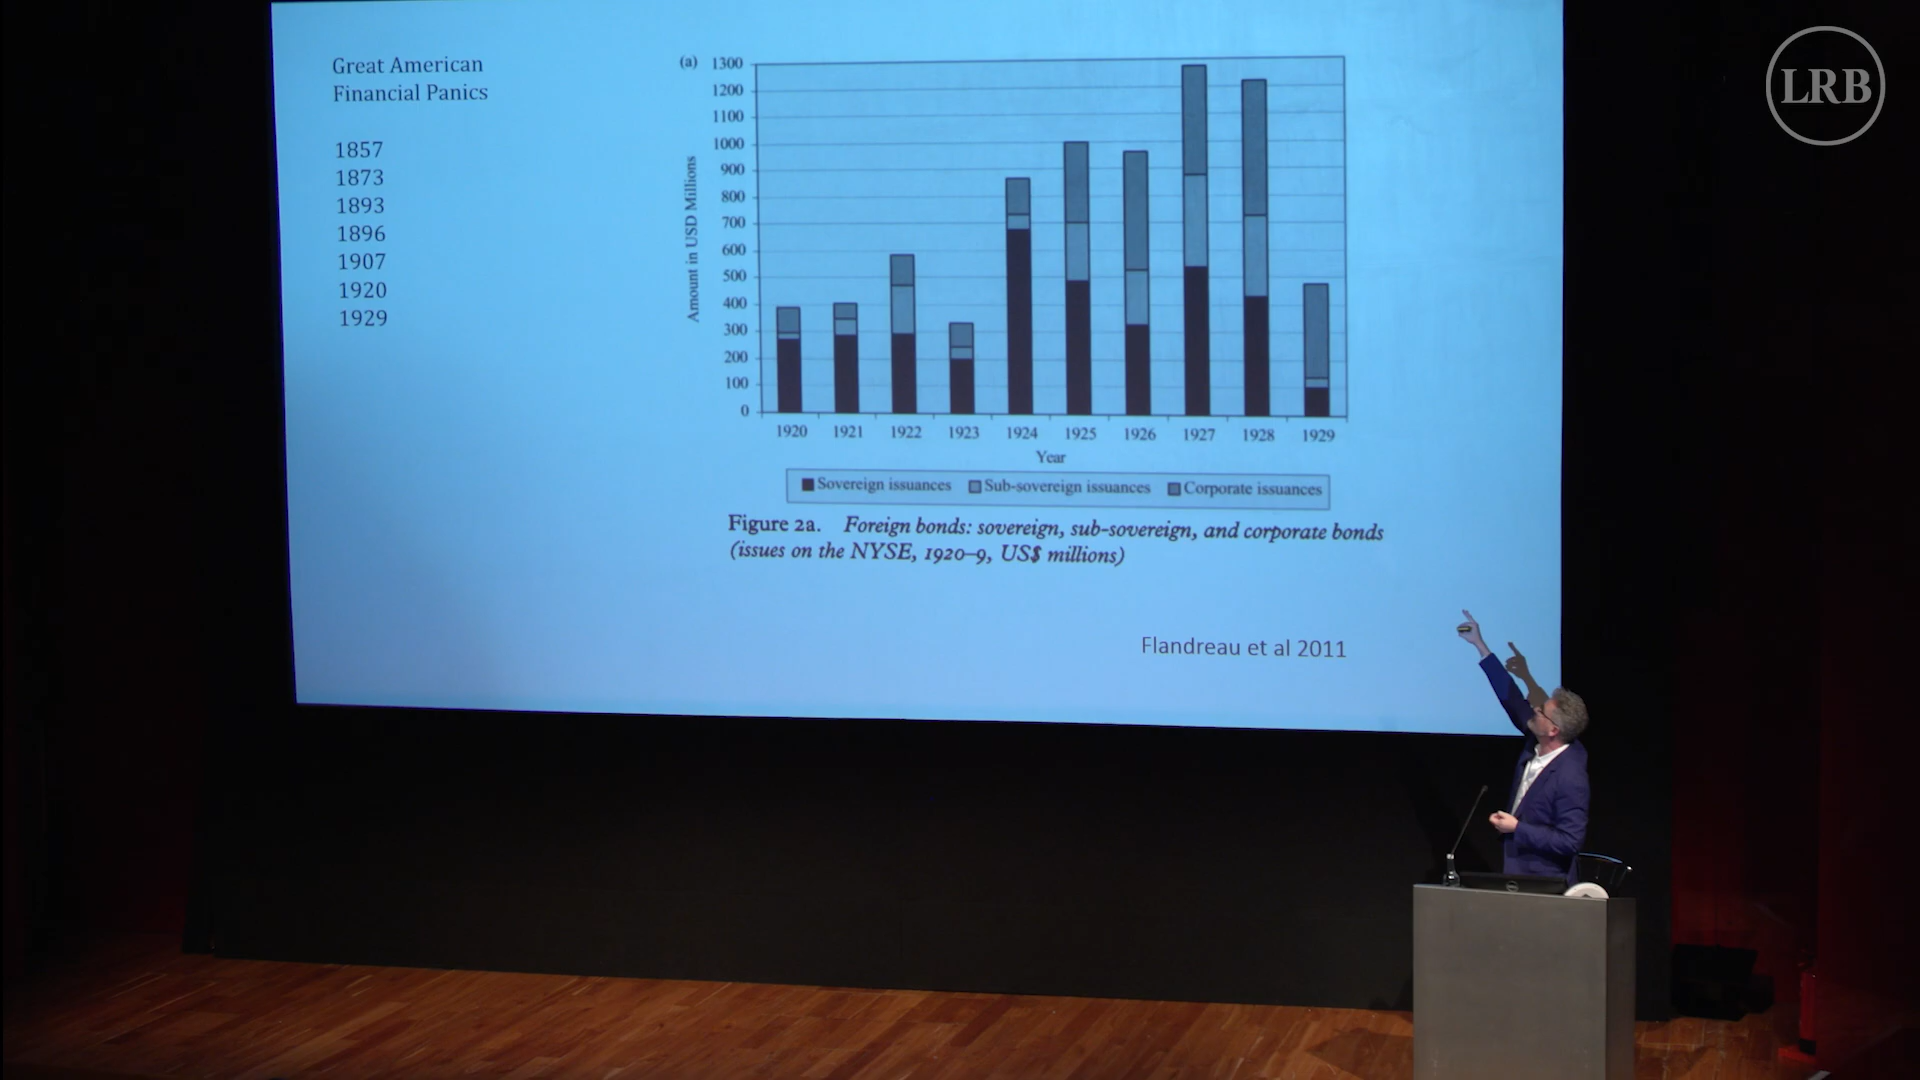 Great American
Financial Panics
1857
1873
1893
1896
1907
1920
1929
(a)
1300
1200
1100
1000
900
800
700
600
500
400
300
200
100
0
Amount in USD Millions
1920 1921 1922 1923 1924 1925 1926 1927 1928 1929
Year
Sovereign issuances Sub-sovereign issuances Corporate issuances
Figure 2a. Foreign bonds: sovereign, sub-sovereign, and corporate bonds
(issues on the NYSE, 1920–9, US$ millions)
Flandreau et al 2011
LRB